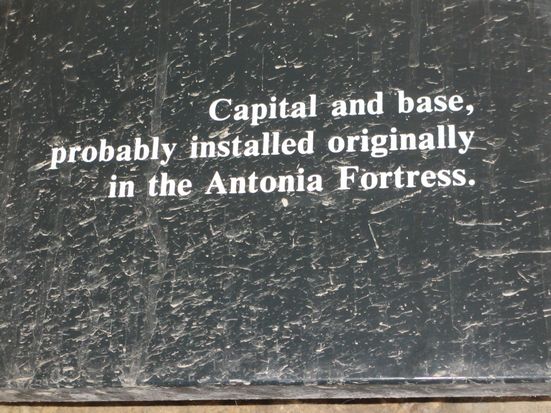 Capital and base,
probably installed originally
in the Antonia Fortress.